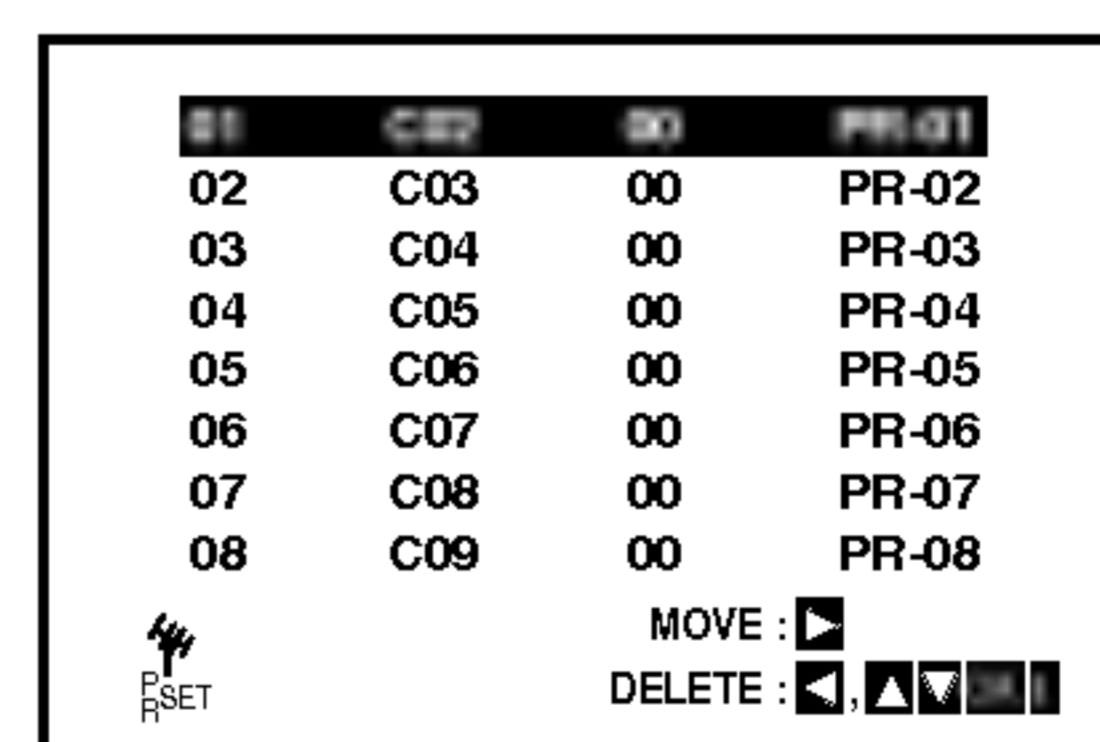 02 C03 00 PR-02
03 C04 00 PR-03
04 C05 00 PR-04
05 C06 00 PR-05
06 C07 00 PR-06
07 C08 00 PR-07
08 C09 00 PR-08
MOVE :
PR SET
DELETE : ,